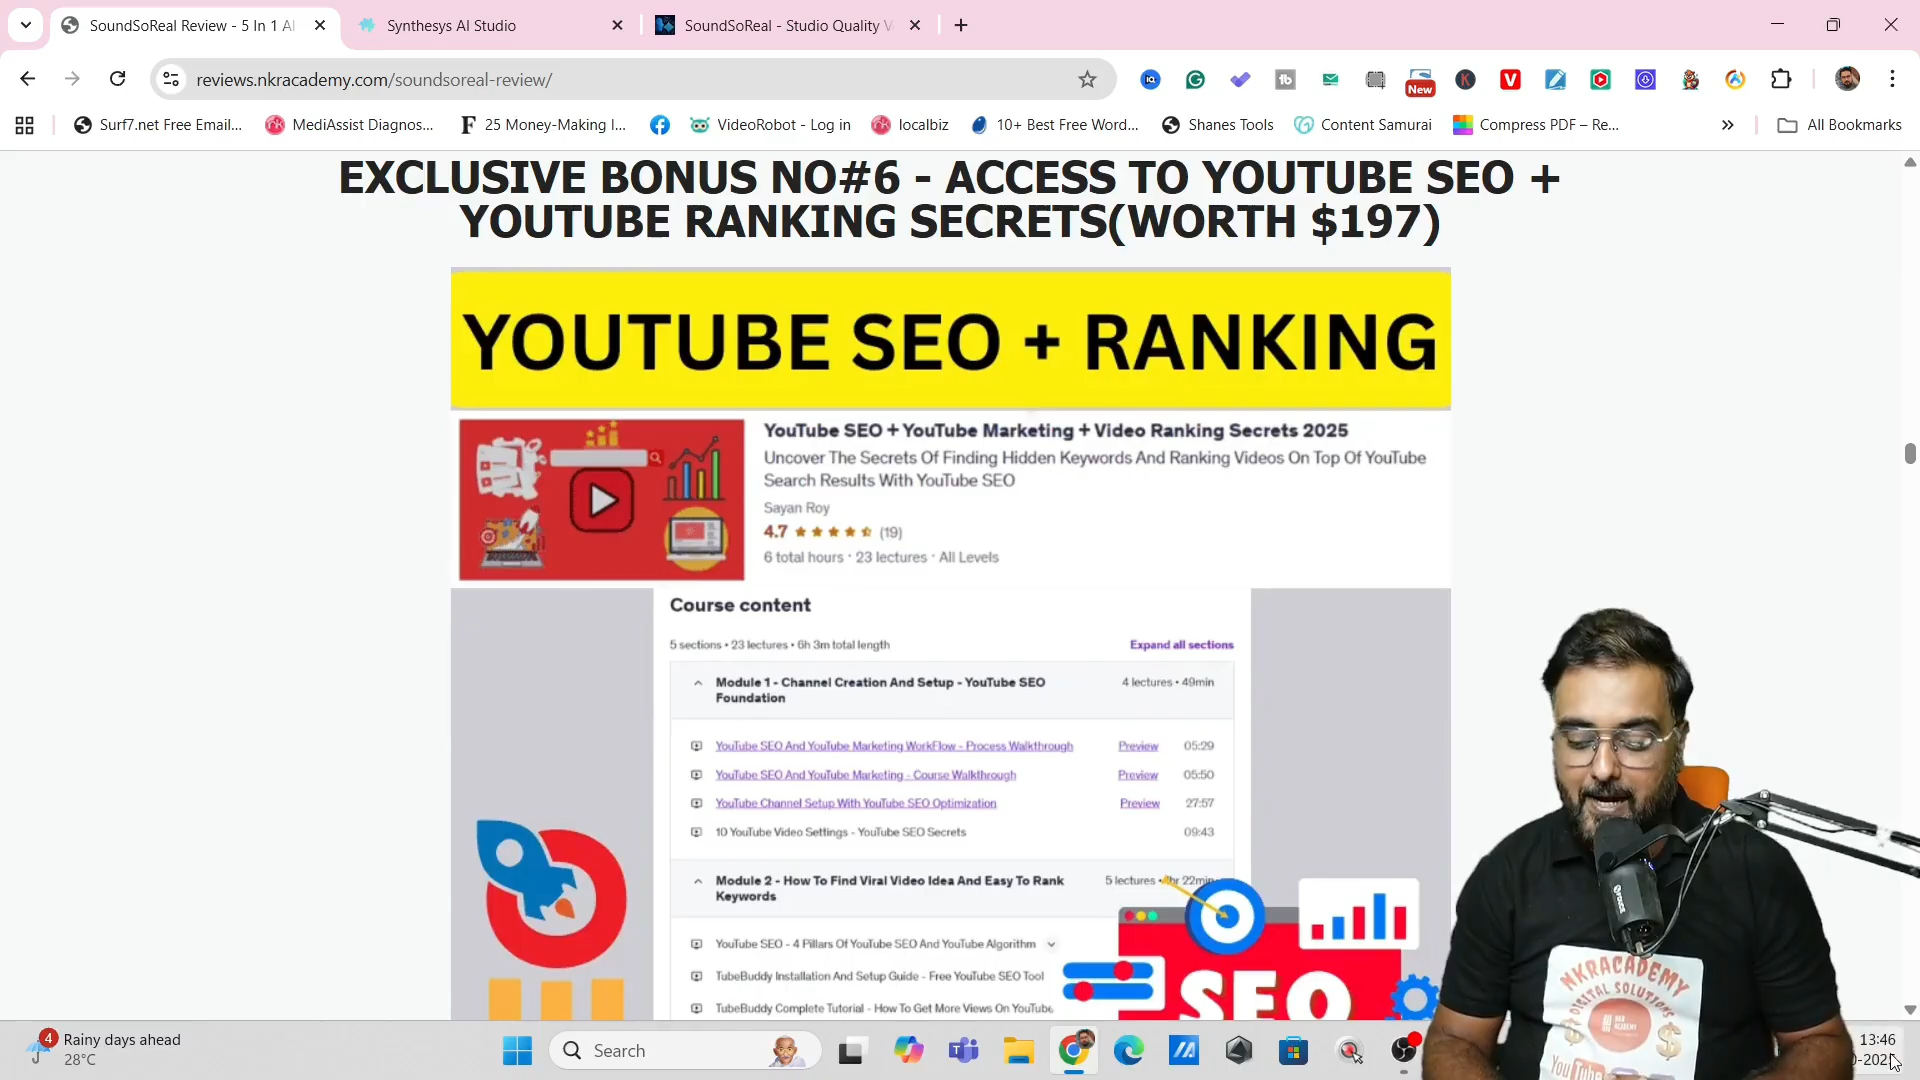 SoundSoReal Review - 5 In 1 AI
Synthesys AI Studio
SoundSoReal - Studio Quality V
reviews.nkracademy.com/soundsoreal-review/
New
Surf7.net Free Email...
MediAssist Diagnos...
25 Money-Making I...
VideoRobot - Log in
localbiz
10+ Best Free Word...
Shanes Tools
Content Samurai
Compress PDF – Re...
All Bookmarks
EXCLUSIVE BONUS NO#6 - ACCESS TO YOUTUBE SEO +
YOUTUBE RANKING SECRETS(WORTH $197)
YOUTUBE SEO + RANKING
YouTube SEO + YouTube Marketing + Video Ranking Secrets 2025
Uncover The Secrets Of Finding Hidden Keywords And Ranking Videos On Top Of YouTube
Search Results With YouTube SEO
Sayan Roy
4.7 (19)
6 total hours · 23 lectures · All Levels
Course content
5 sections • 23 lectures • 6h 3m total length
Expand all sections
Module 1 - Channel Creation And Setup - YouTube SEO
Foundation
4 lectures • 49min
YouTube SEO And YouTube Marketing WorkFlow - Process Walkthrough Preview 05:29
YouTube SEO And YouTube Marketing - Course Walkthrough Preview 05:50
YouTube Channel Setup With YouTube SEO Optimization Preview 27:57
10 YouTube Video Settings - YouTube SEO Secrets 09:43
Module 2 - How To Find Viral Video Idea And Easy To Rank
Keywords
5 lectures • 1hr 22min
YouTube SEO - 4 Pillars Of YouTube SEO And YouTube Algorithm
TubeBuddy Installation And Setup Guide - Free YouTube SEO Tool
TubeBuddy Complete Tutorial - How To Get More Views On YouTube
SEO
NKRACADEMY
DIGITAL SOLUTIONS
YouTube
4
Rainy days ahead
28°C
Search
13:46